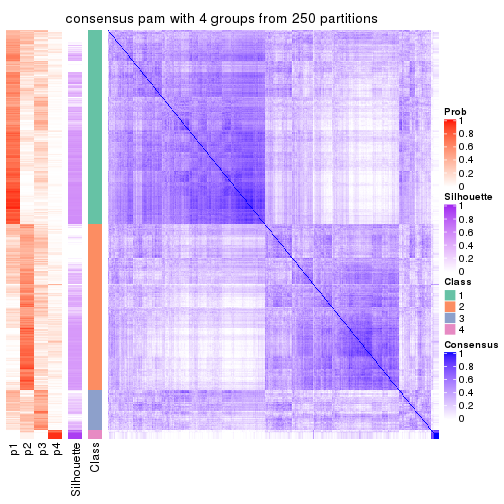 consensus pam with 4 groups from 250 partitions
Prob
1
0.8
0.6
0.4
0.2
0
Silhouette
1
0.8
0.6
0.4
0.2
0
Class
1
2
3
4
Consensus
1
0.8
0.6
0.4
0.2
0
p1
p2
p3
p4
Silhouette
Class